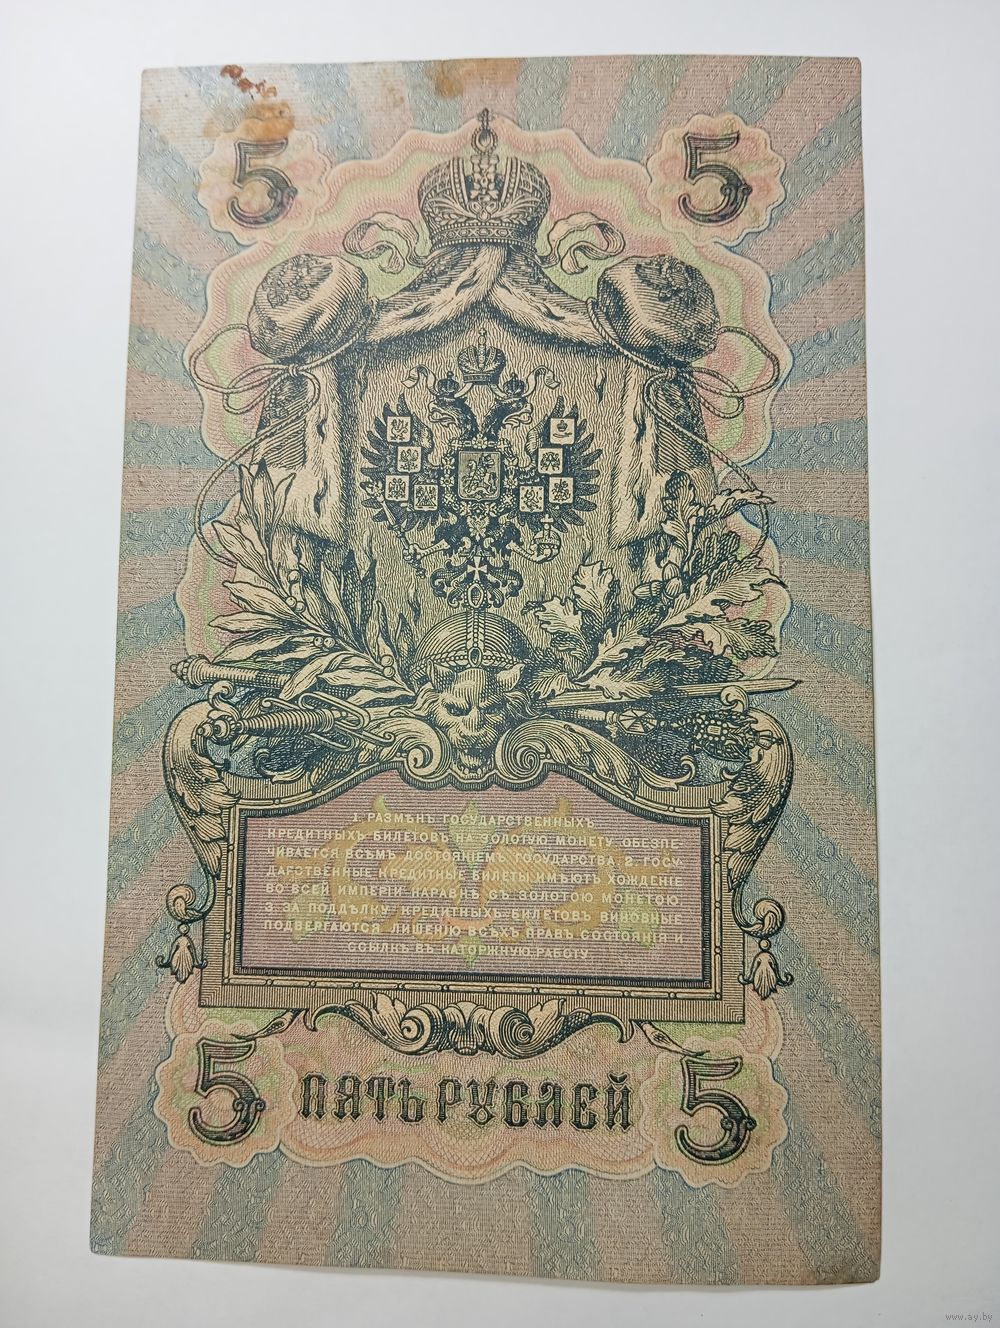 5 5
1. РАЗМѢНЪ ГОСУДАРСТВЕННЫХЪ
КРЕДИТНЫХЪ БИЛЕТОВЪ НА ЗОЛОТУЮ МОНЕТУ ОБЕЗПЕ-
ЧИВАЕТСЯ ВСѢМЪ ДОСТОЯНІЕМЪ ГОСУДАРСТВА. 2. ГОСУ-
ДАРСТВЕННЫЕ КРЕДИТНЫЕ БИЛЕТЫ ИМѢЮТЪ ХОЖДЕНІЕ
ВО ВСЕЙ ИМПЕРІИ НАРАВНѢ СЪ ЗОЛОТОЮ МОНЕТОЮ.
3. ЗА ПОДДѢЛКУ КРЕДИТНЫХЪ БИЛЕТОВЪ ВИНОВНЫЕ
ПОДВЕРГАЮТСЯ ЛИШЕНІЮ ВСѢХЪ ПРАВЪ СОСТОЯНІЯ И
ССЫЛКѢ ВЪ КАТОРЖНУЮ РАБОТУ.
5 ПЯТЬ РУБЛЕЙ 5
www.ay.by